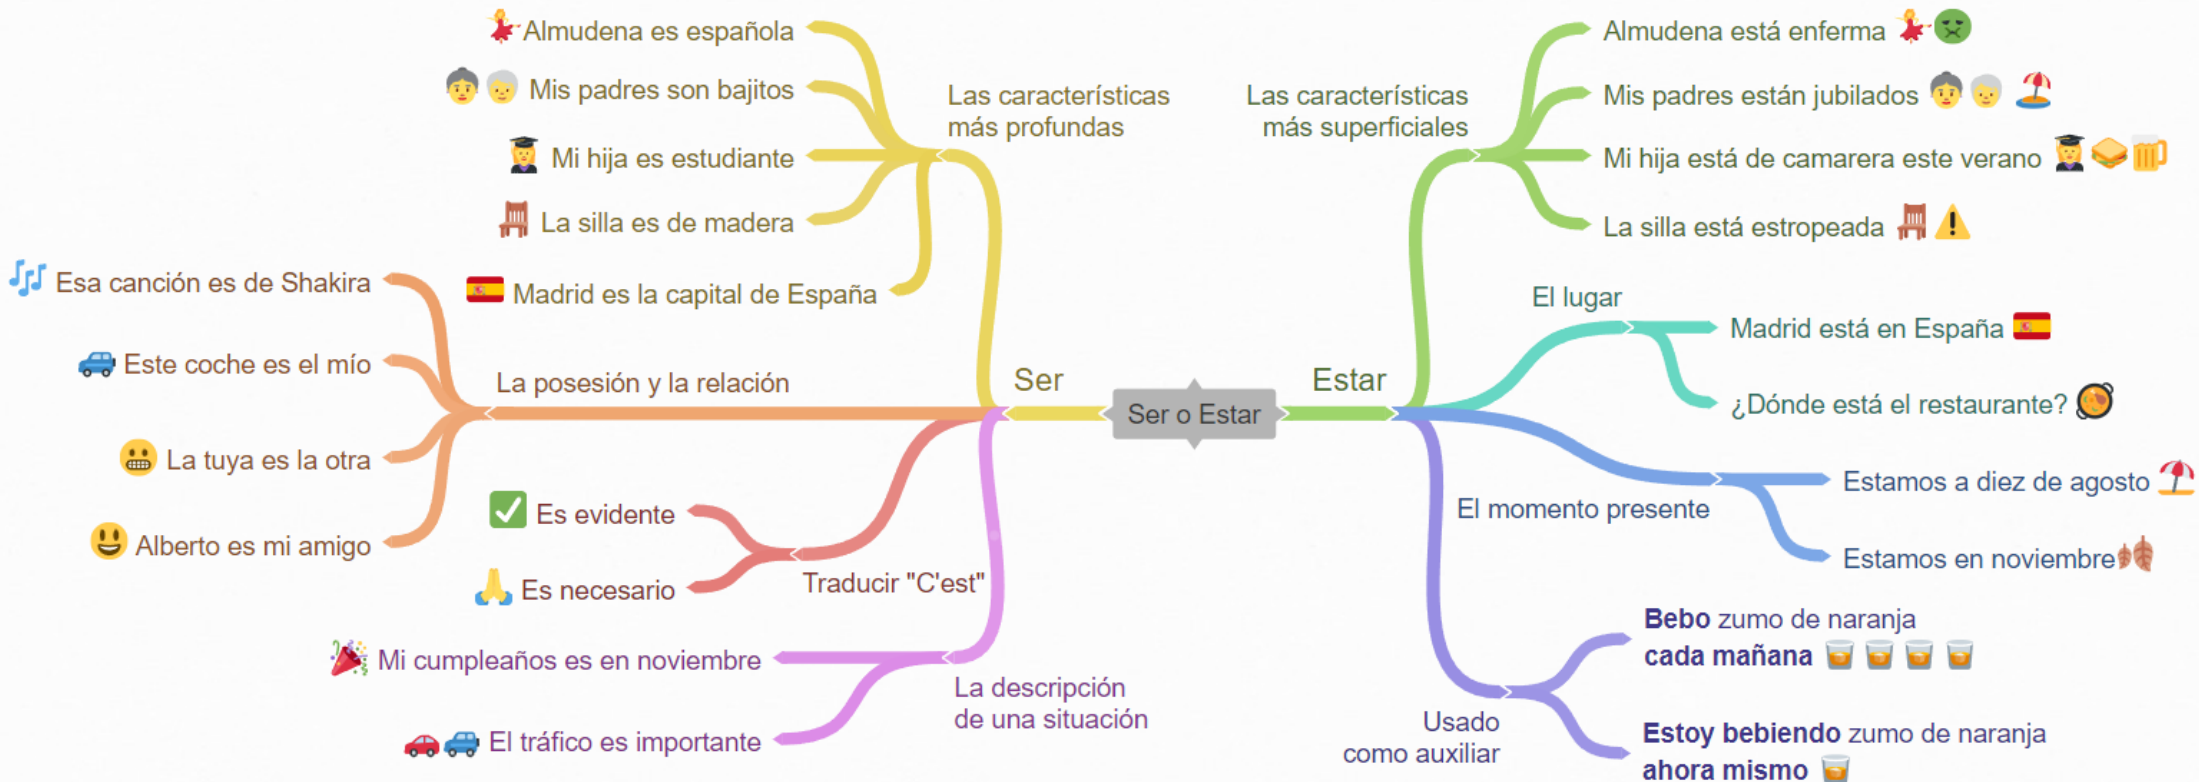 Ser o Estar
Ser
Las características
más profundas
Almudena es española
Mis padres son bajitos
Mi hija es estudiante
La silla es de madera
Madrid es la capital de España
La posesión y la relación
Esa canción es de Shakira
Este coche es el mío
La tuya es la otra
Alberto es mi amigo
Traducir "C'est"
Es evidente
Es necesario
La descripción
de una situación
Mi cumpleaños es en noviembre
El tráfico es importante
Estar
Las características
más superficiales
Almudena está enferma
Mis padres están jubilados
Mi hija está de camarera este verano
La silla está estropeada
El lugar
Madrid está en España
¿Dónde está el restaurante?
El momento presente
Estamos a diez de agosto
Estamos en noviembre
Usado
como auxiliar
Bebo zumo de naranja
cada mañana
Estoy bebiendo zumo de naranja
ahora mismo